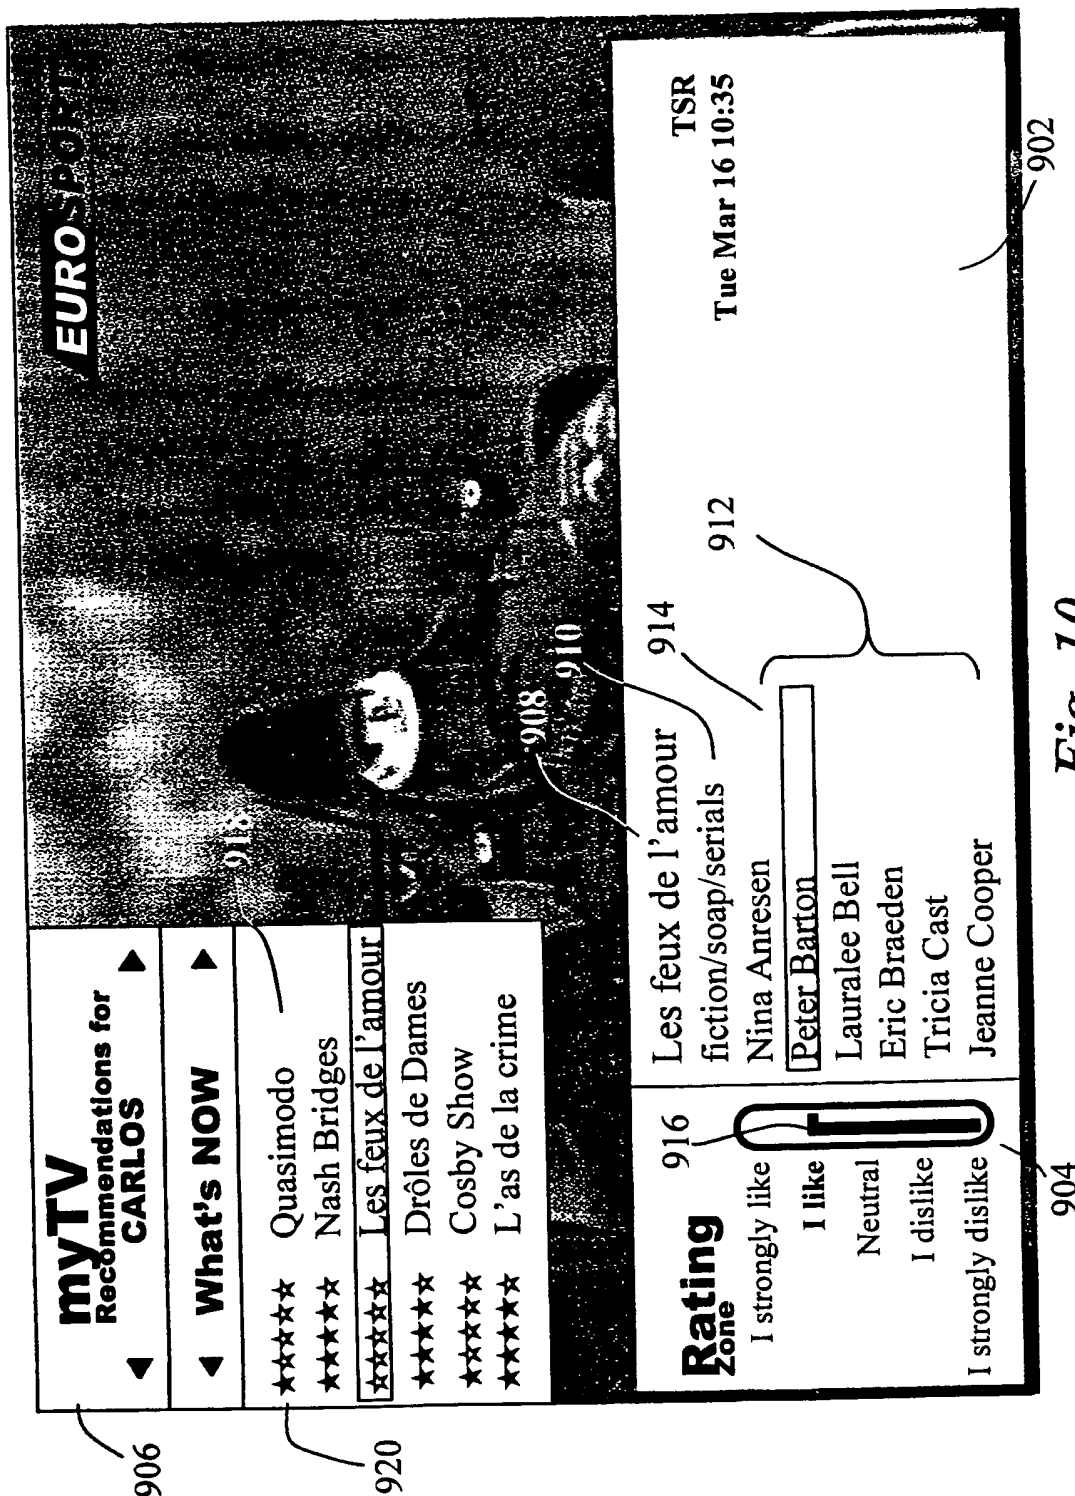 906
myTV
Recommendations for
CARLOS
What's NOW
920
Quasimodo
Nash Bridges
Les feux de l'amour
Drôles de Dames
Cosby Show
L'as de la crime
918
EUROSPORT
908
910
Rating
Zone
916
I strongly like
I like
Neutral
I dislike
I strongly dislike
904
Les feux de l'amour
fiction/soap/serials
Nina Anresen
Peter Barton
Lauralee Bell
Eric Braeden
Tricia Cast
Jeanne Cooper
914
912
TSR
Tue Mar 16 10:35
902
Fig. 10